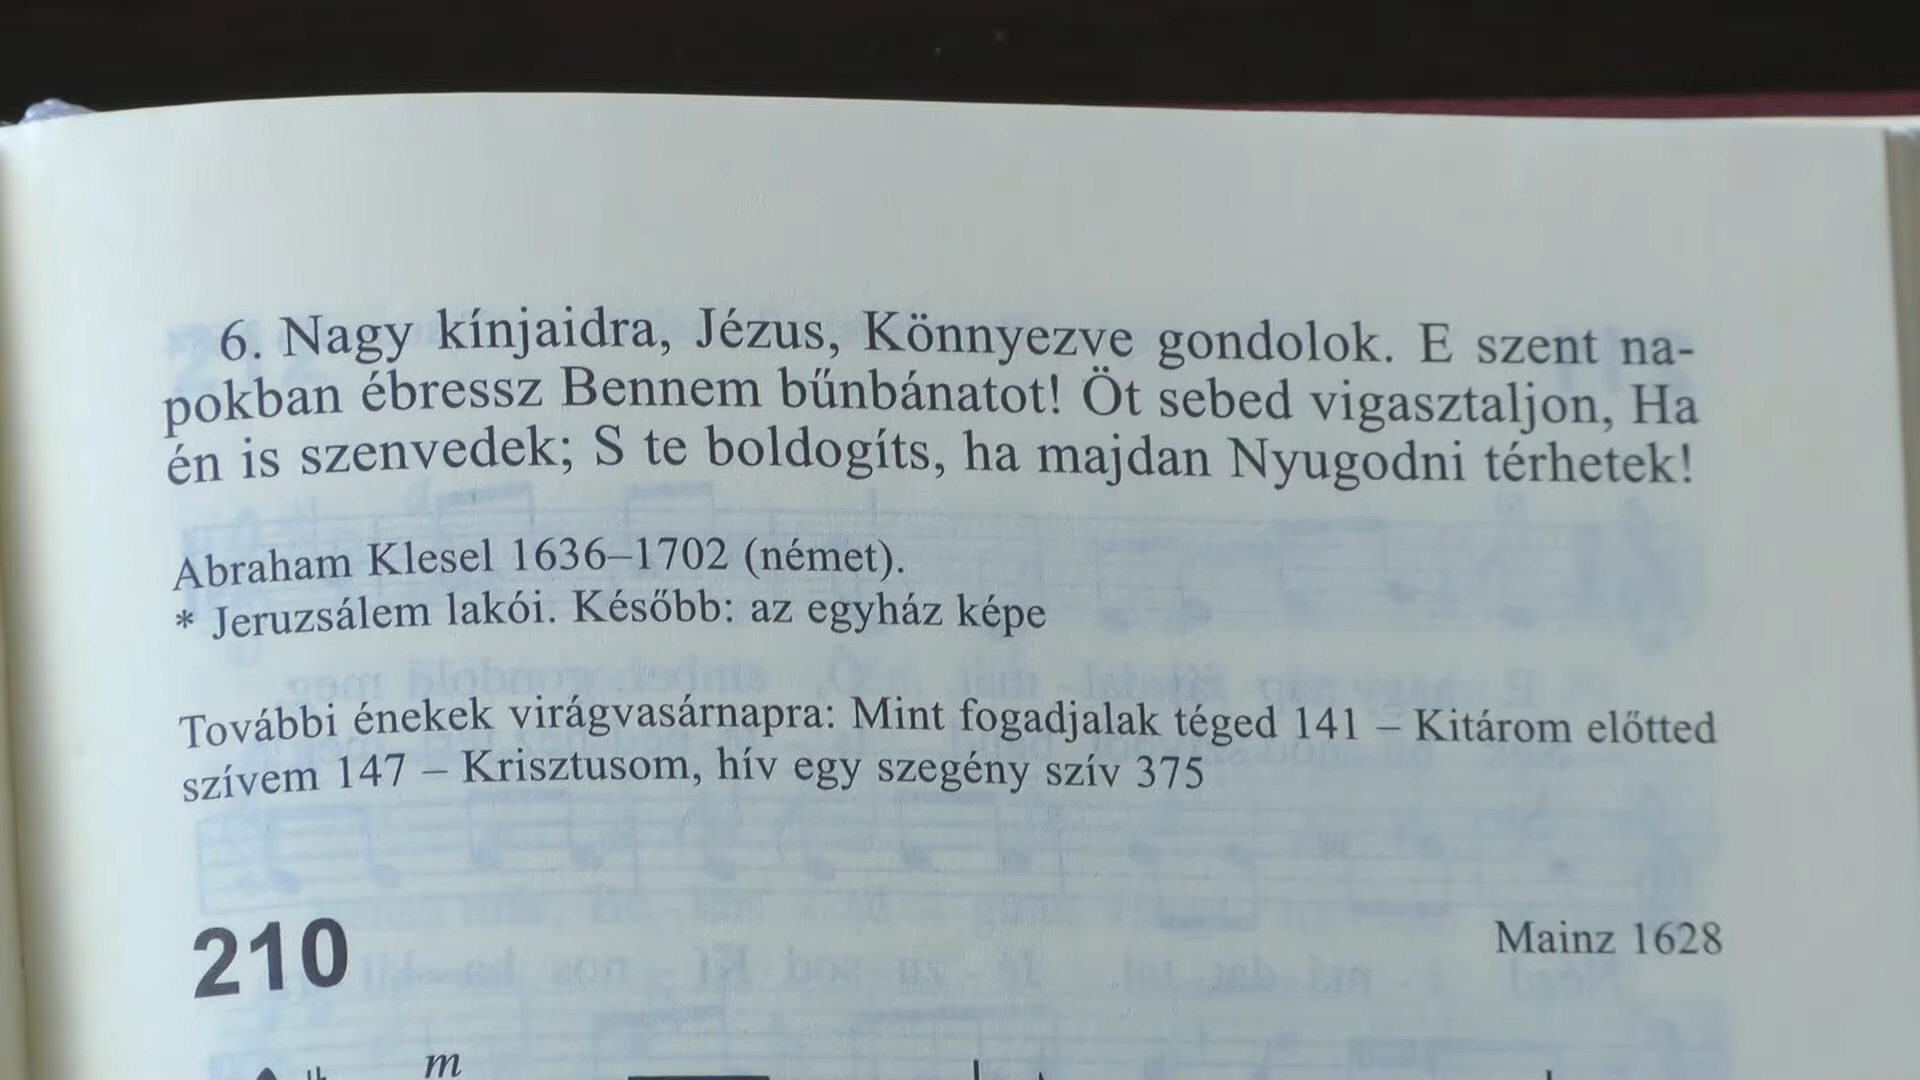 6. Nagy kínjaidra, Jézus, Könnyezve gondolok. E szent na-
pokban ébressz Bennem bűnbánatot! Öt sebed vigasztaljon, Ha
én is szenvedek; S te boldogíts, ha majdan Nyugodni térhetek!
Abraham Klesel 1636–1702 (német).
* Jeruzsálem lakói. Később: az egyház képe
További énekek virágvasárnapra: Mint fogadjalak téged 141 – Kitárom előtted
szívem 147 – Krisztusom, hív egy szegény szív 375
210
Mainz 1628
m